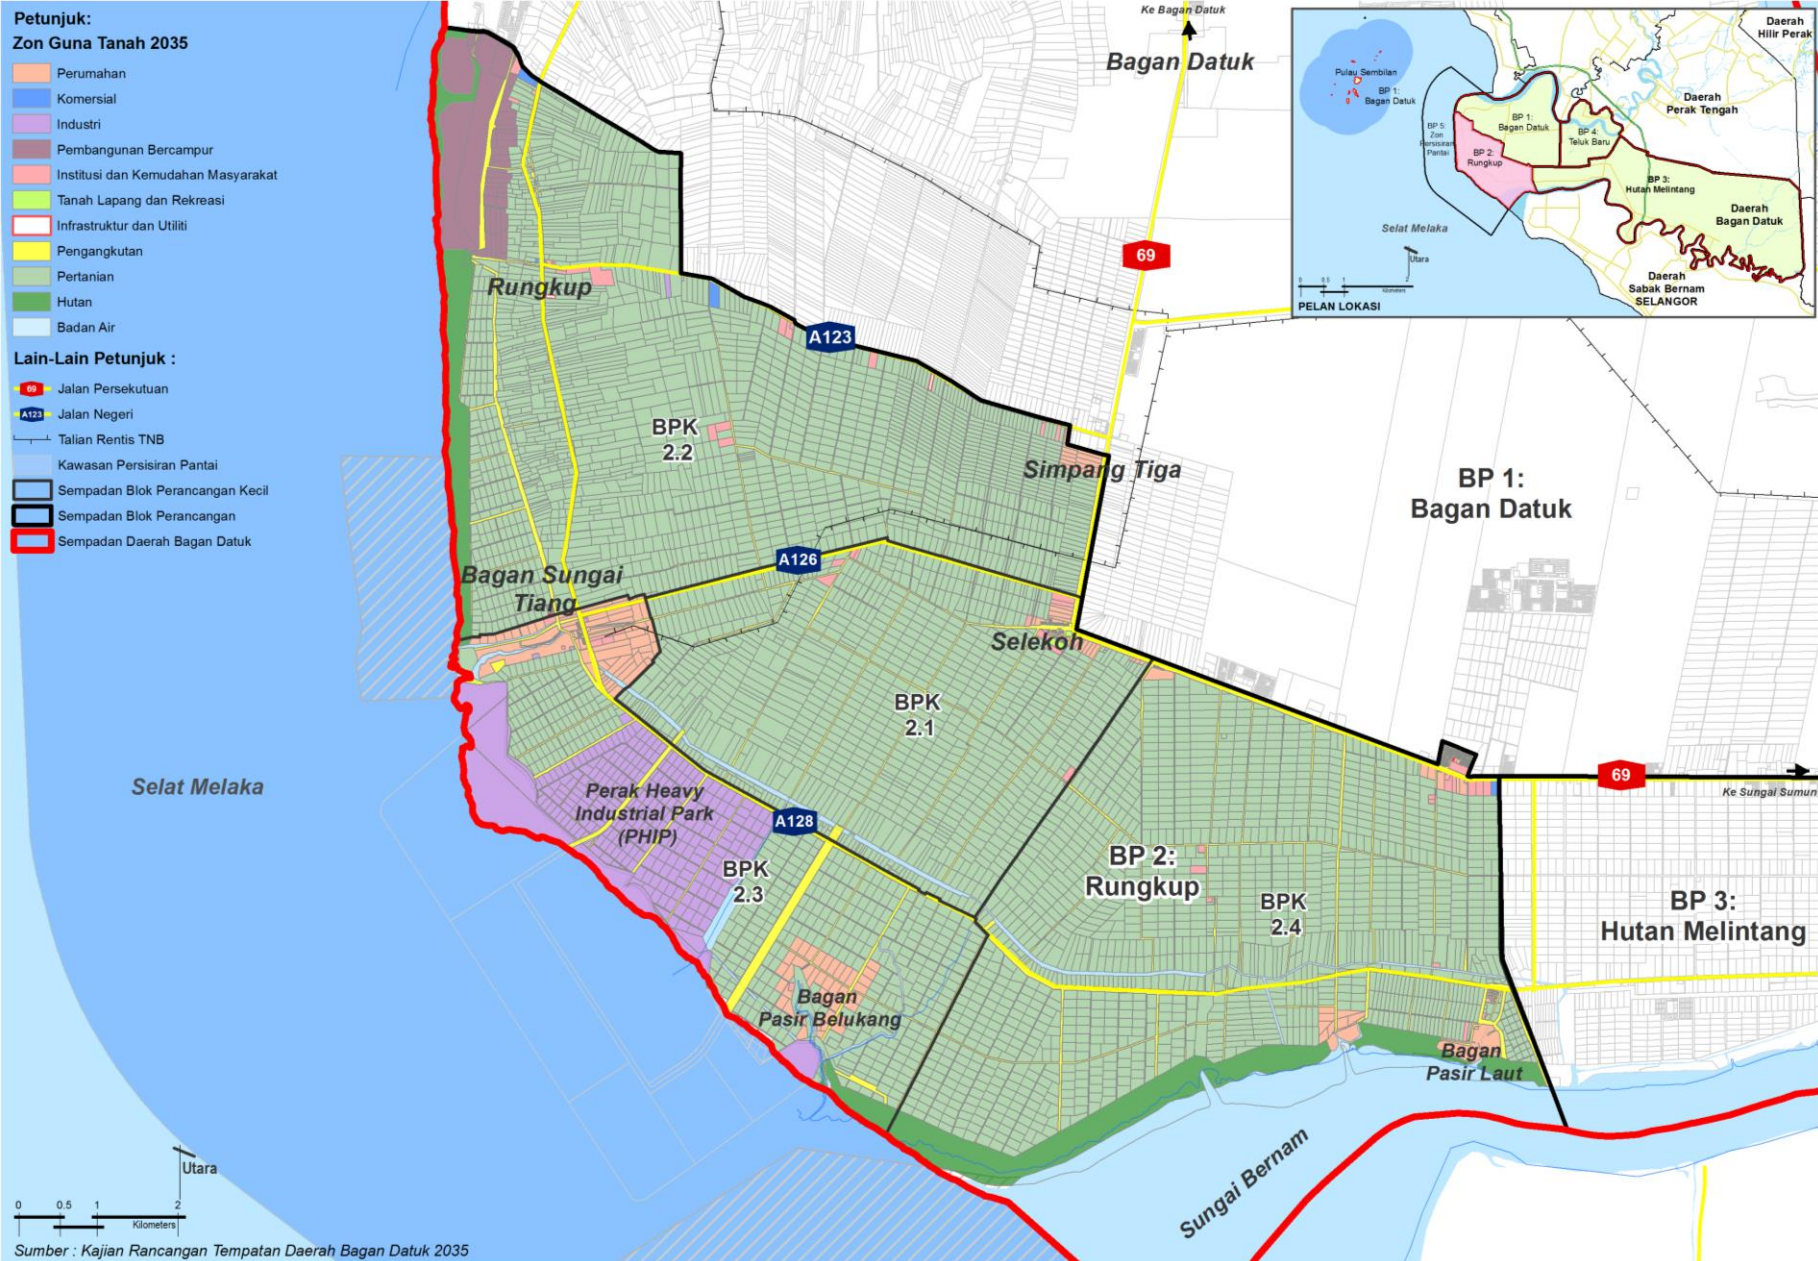 Petunjuk:
Zon Guna Tanah 2035
Perumahan
Komersial
Industri
Pembangunan Bercampur
Institusi dan Kemudahan Masyarakat
Tanah Lapang dan Rekreasi
Infrastruktur dan Utiliti
Pengangkutan
Pertanian
Hutan
Badan Air
Lain-Lain Petunjuk :
69 Jalan Persekutuan
A123 Jalan Negeri
Talian Rentis TNB
Kawasan Persisiran Pantai
Sempadan Blok Perancangan Kecil
Sempadan Blok Perancangan
Sempadan Daerah Bagan Datuk
Ke Bagan Datuk
Bagan Datuk
69
Daerah
Hilir Perak
Pulau Sembilan
BP 1:
Bagan Datuk
Daerah
Perak Tengah
BP 1:
Bagan Datuk
BP 5:
Zon
Persisiran
Pantai
BP 4:
Teluk Baru
BP 2:
Rungkup
BP 3:
Hutan Melintang
Daerah
Bagan Datuk
Selat Melaka
Utara
Daerah
Sabak Bernam
SELANGOR
Kilometers
PELAN LOKASI
Rungkup
A123
BPK
2.2
Simpang Tiga
BP 1:
Bagan Datuk
A126
Bagan Sungai
Tiang
Selekoh
BPK
2.1
Selat Melaka
Perak Heavy
Industrial Park
(PHIP)
A128
69
Ke Sungai Sumun
BPK
2.3
BP 2:
Rungkup
BPK
2.4
BP 3:
Hutan Melintang
Bagan
Pasir Belukang
Bagan
Pasir Laut
Sungai Bernam
Utara
0 0.5 1 2
Kilometers
Sumber : Kajian Rancangan Tempatan Daerah Bagan Datuk 2035